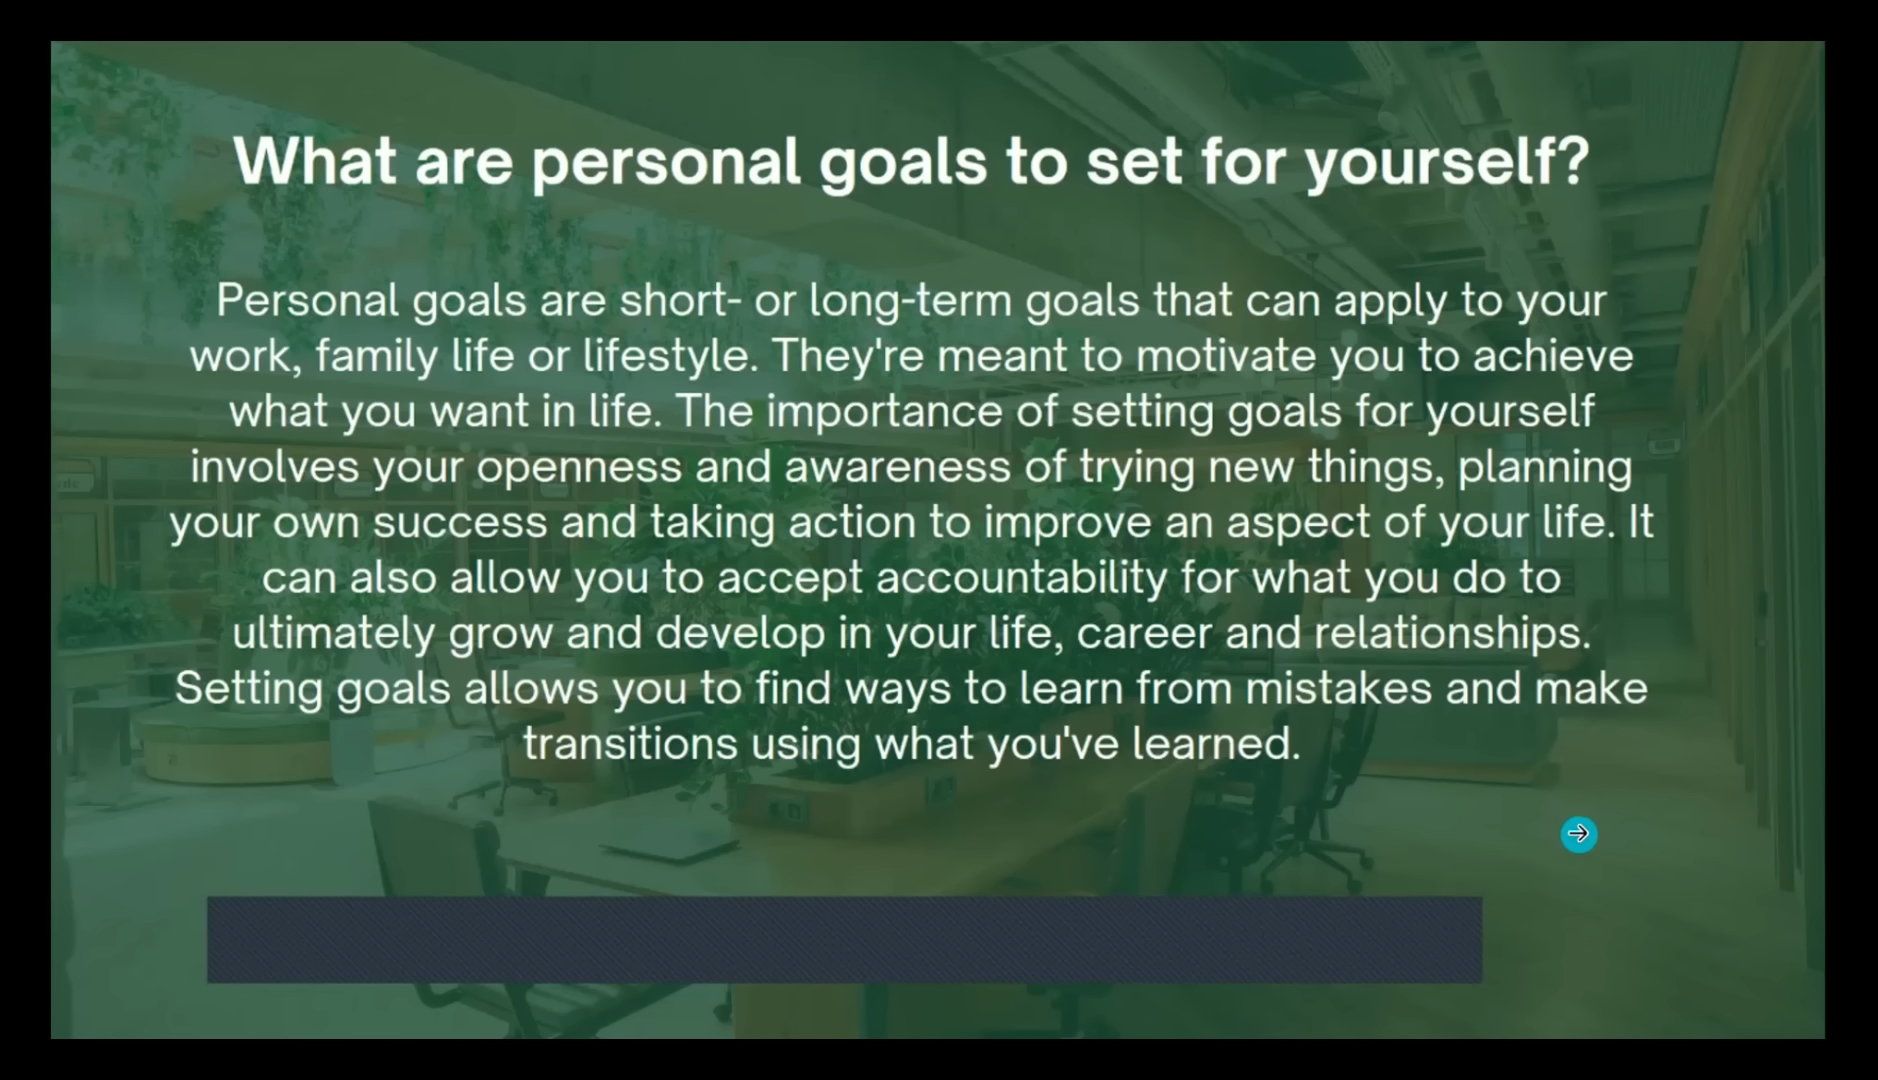 What are personal goals to set for yourself?
Personal goals are short- or long-term goals that can apply to your
work, family life or lifestyle. They're meant to motivate you to achieve
what you want in life. The importance of setting goals for yourself
involves your openness and awareness of trying new things, planning
your own success and taking action to improve an aspect of your life. It
can also allow you to accept accountability for what you do to
ultimately grow and develop in your life, career and relationships.
Setting goals allows you to find ways to learn from mistakes and make
transitions using what you've learned.